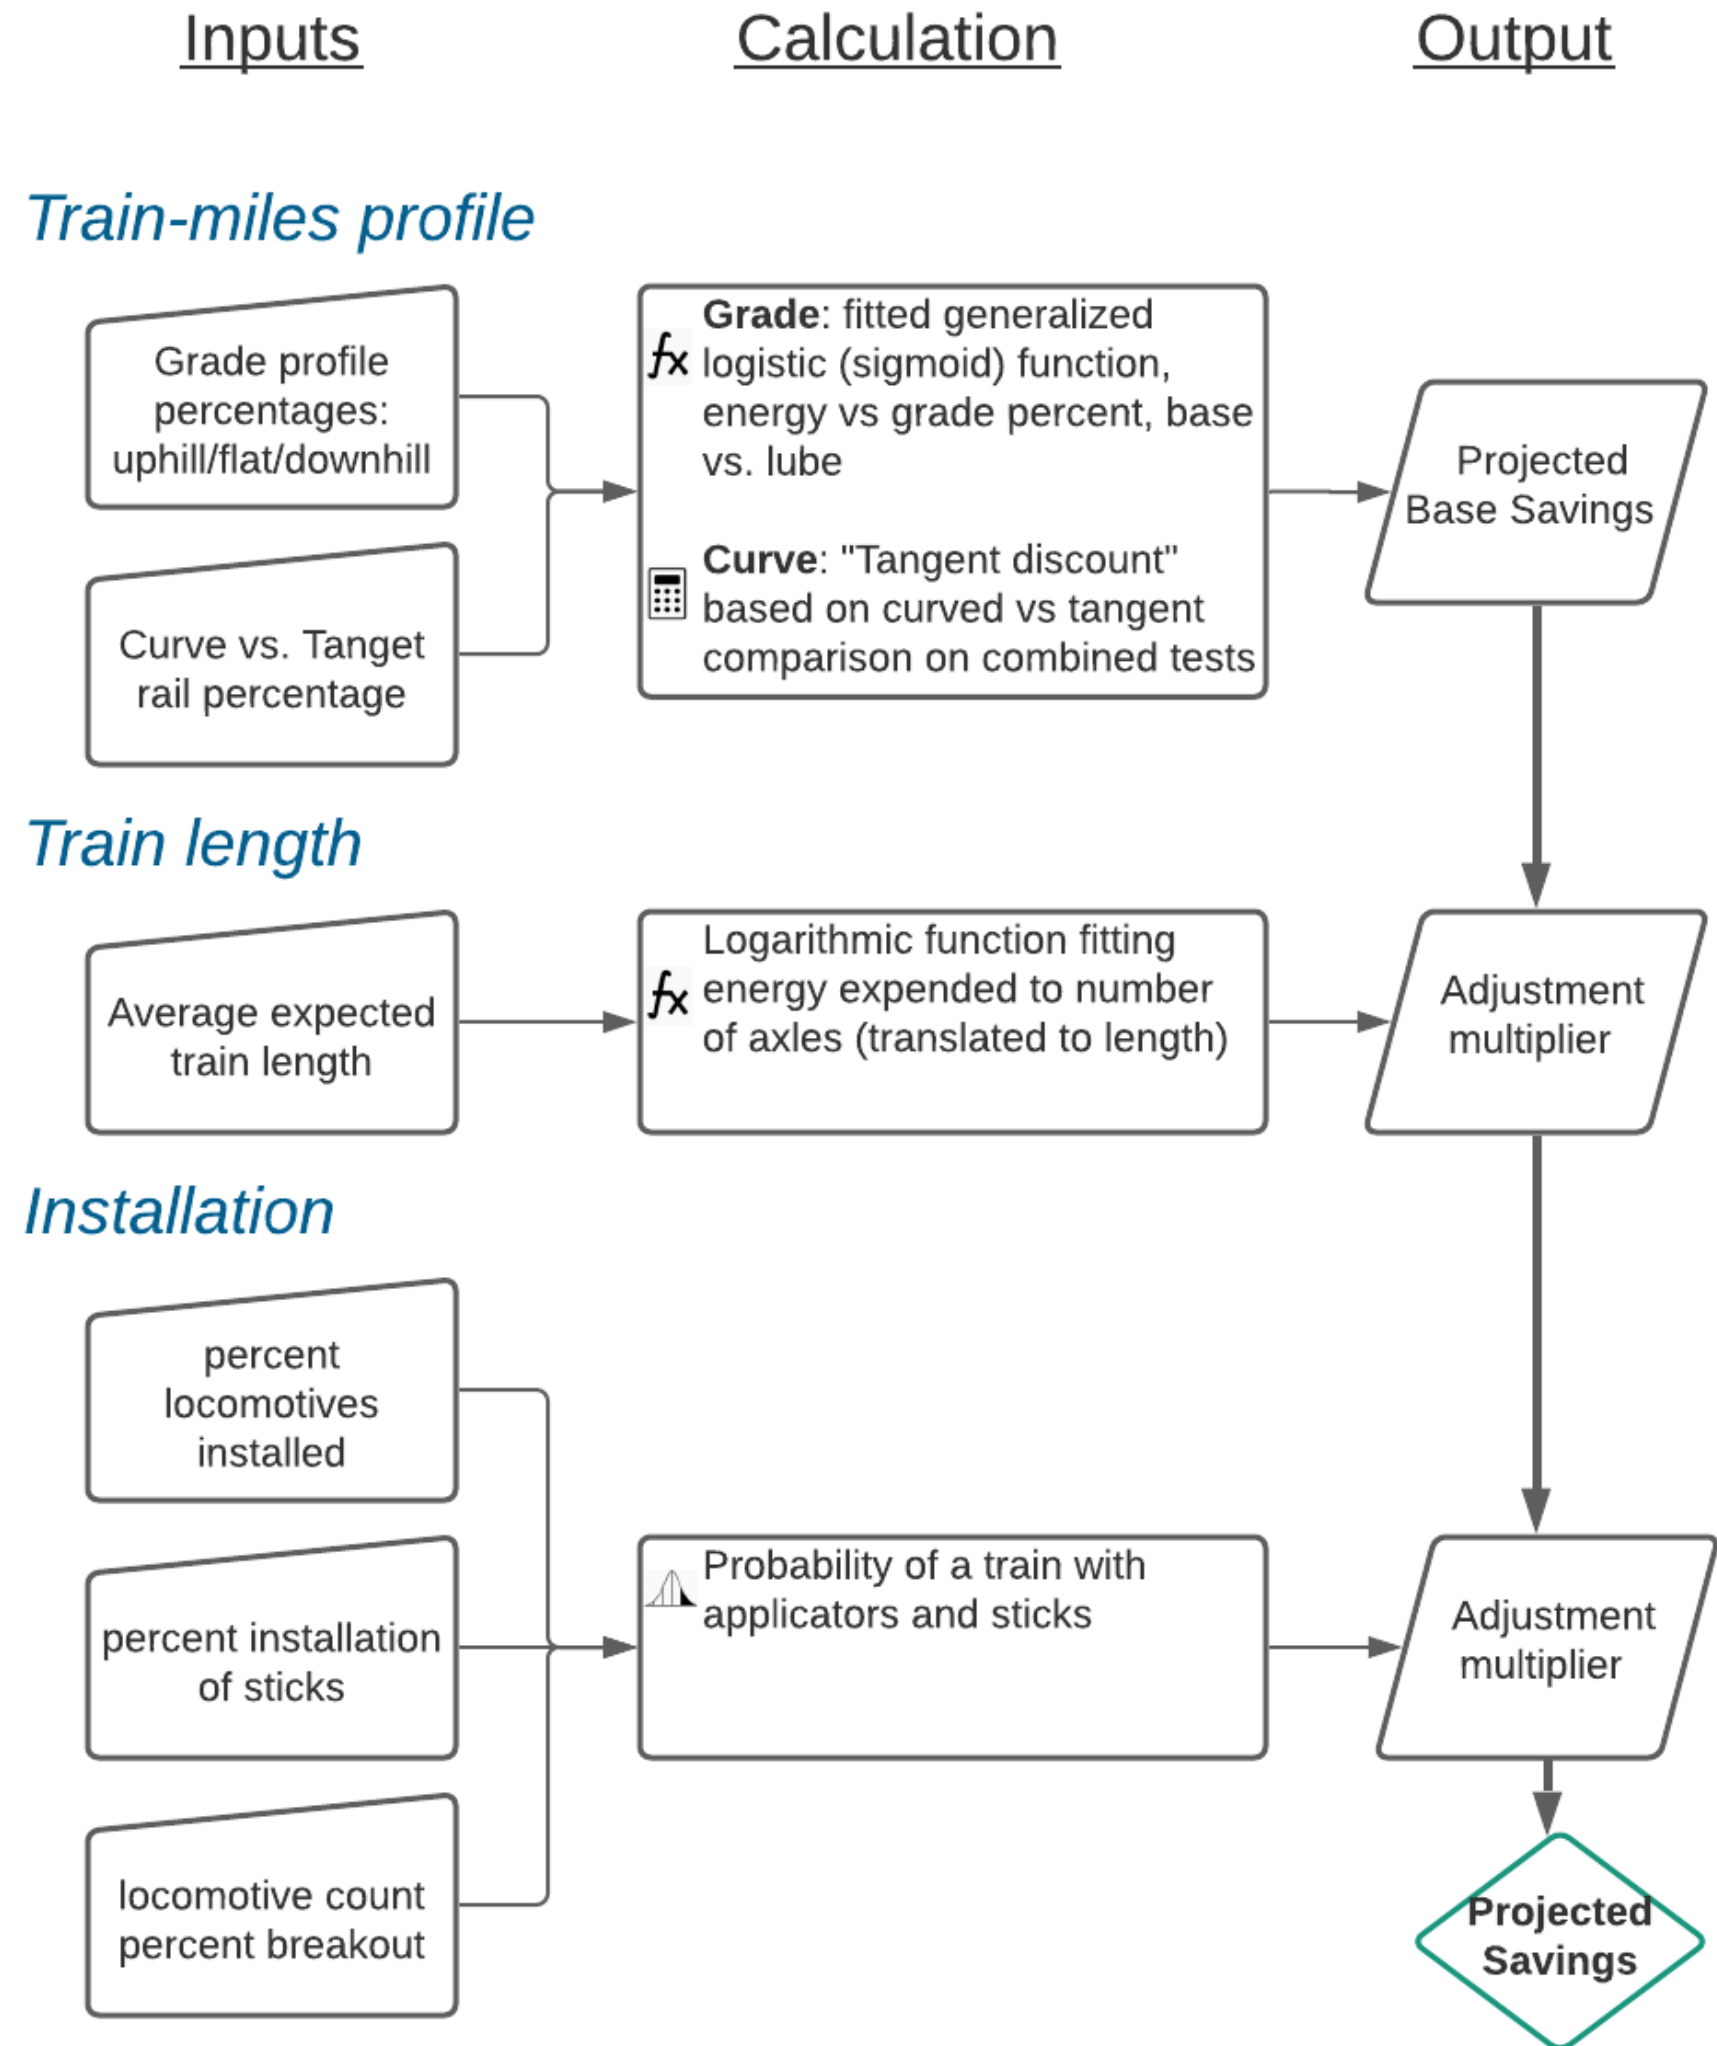 Inputs
Calculation
Output
Train-miles profile
Grade profile
percentages:
uphill/flat/downhill
Curve vs. Tanget
rail percentage
fx
Grade: fitted generalized
logistic (sigmoid) function,
energy vs grade percent, base
vs. lube
Curve: "Tangent discount"
based on curved vs tangent
comparison on combined tests
Projected
Base Savings
Train length
Average expected
train length
fx
Logarithmic function fitting
energy expended to number
of axles (translated to length)
Adjustment
multiplier
Installation
percent
locomotives
installed
percent installation
of sticks
locomotive count
percent breakout
Probability of a train with
applicators and sticks
Adjustment
multiplier
Projected
Savings